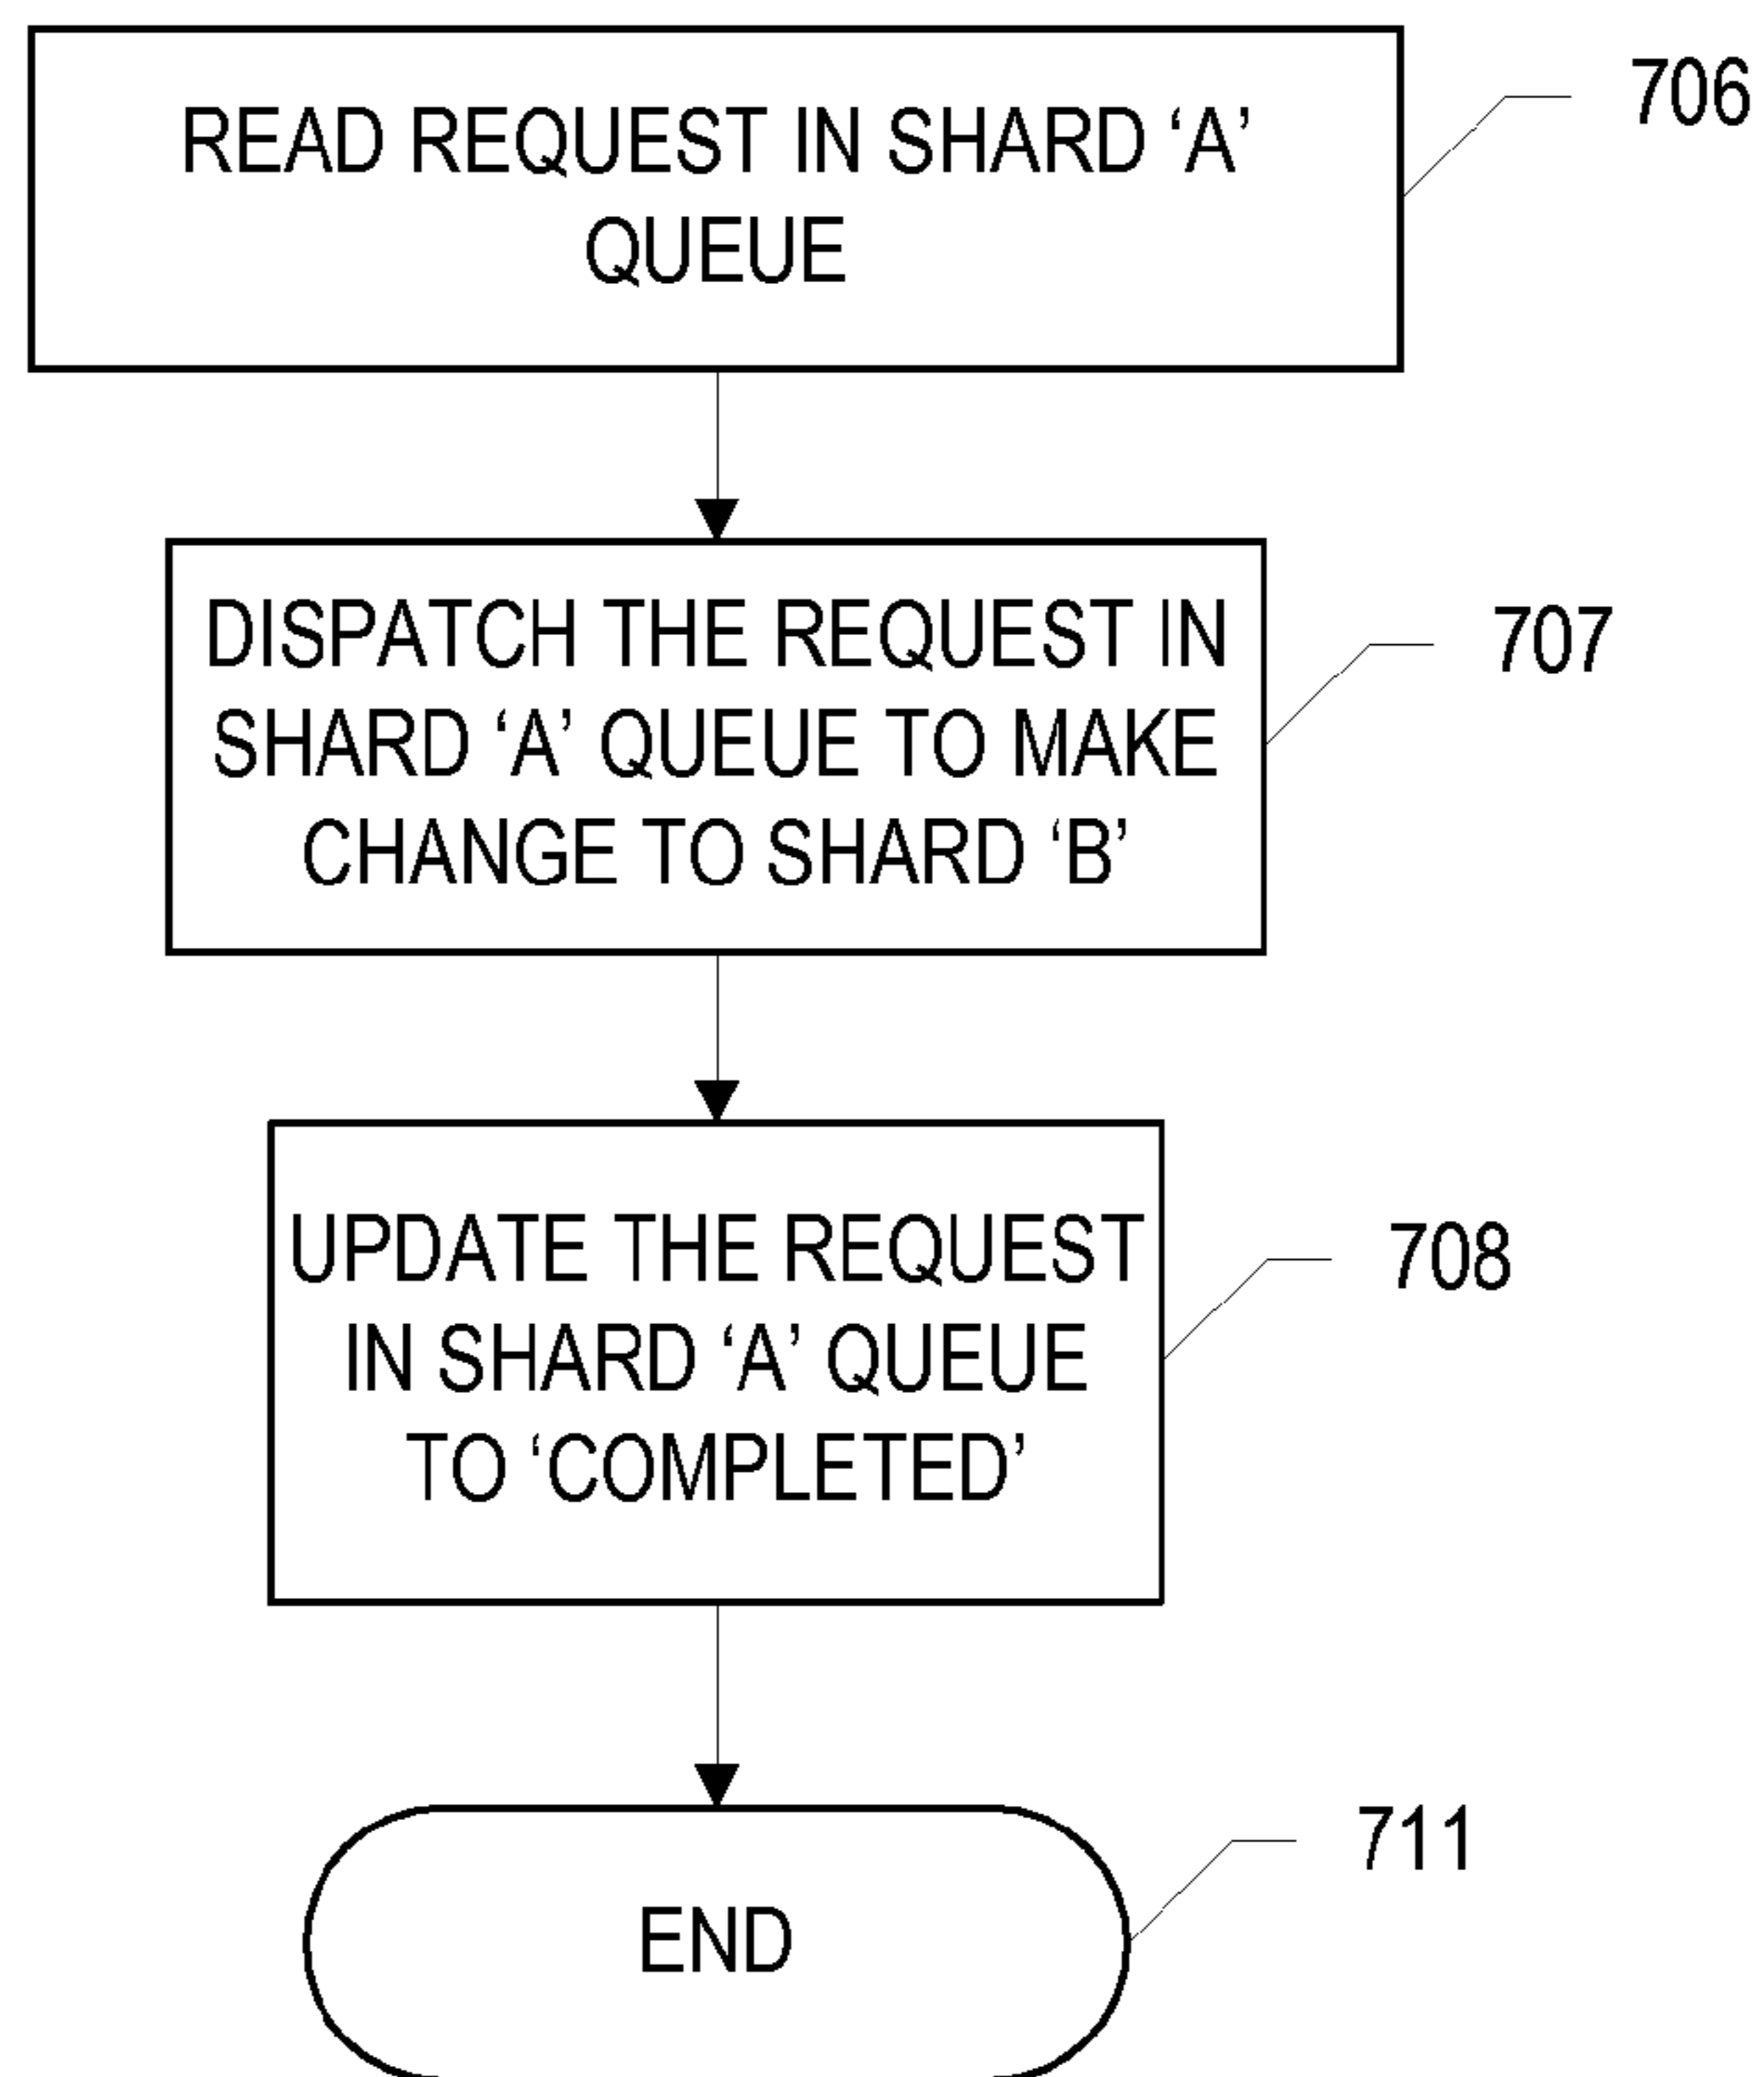 READ REQUEST IN SHARD ‘A’
QUEUE
706
DISPATCH THE REQUEST IN
SHARD ‘A’ QUEUE TO MAKE
CHANGE TO SHARD ‘B’
707
UPDATE THE REQUEST
IN SHARD ‘A’ QUEUE
TO ‘COMPLETED’
708
END
711